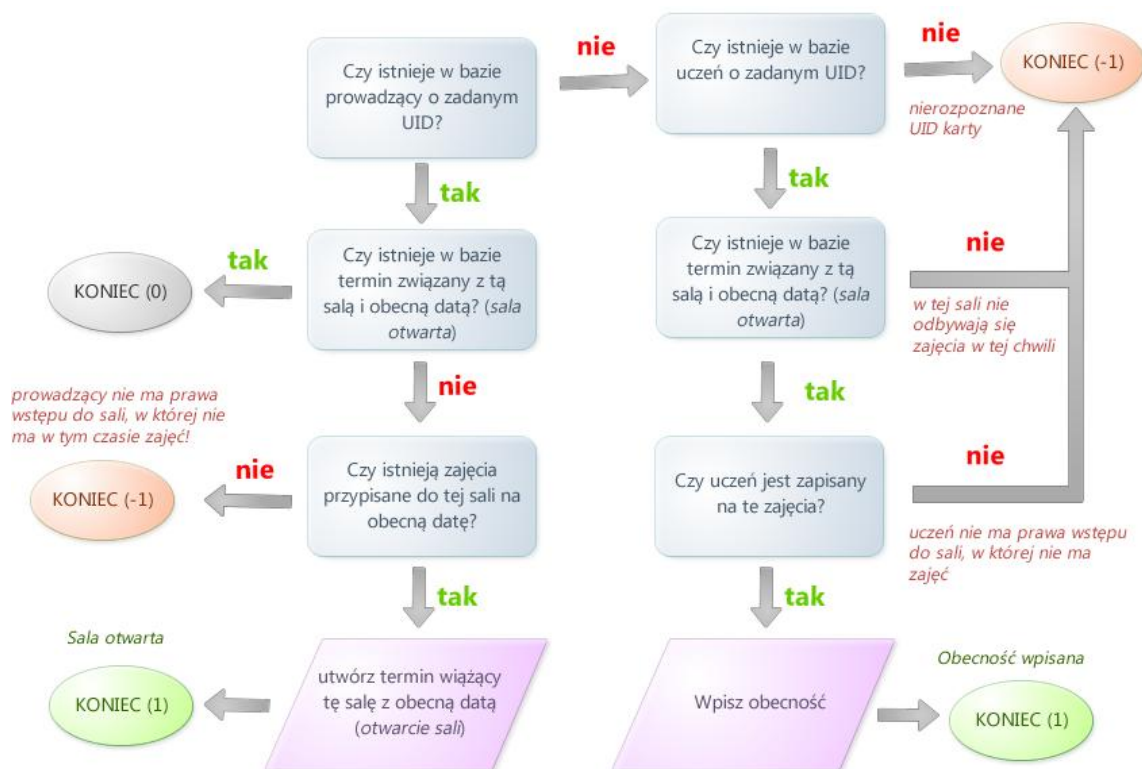 Czy istnieje w bazie
prowadzący o zadanym
UID?
nie
Czy istnieje w bazie
uczeń o zadanym UID?
nie
KONIEC (-1)
nierozpoznane
UID karty
tak
tak
KONIEC (0)
tak
Czy istnieje w bazie
termin związany z tą
salą i obecną datą? (sala
otwarta)
Czy istnieje w bazie
termin związany z tą
salą i obecną datą? (sala
otwarta)
nie
w tej sali nie
odbywają się
zajęcia w tej chwili
nie
tak
prowadzący nie ma prawa
wstępu do sali, w której nie
ma w tym czasie zajęć!
KONIEC (-1)
nie
Czy istnieją zajęcia
przypisane do tej sali na
obecną datę?
Czy uczeń jest zapisany
na te zajęcia?
nie
uczeń nie ma prawa wstępu
do sali, w której nie ma
zajęć
tak
tak
Sala otwarta
KONIEC (1)
utwórz termin wiążący
tę salę z obecną datą
(otwarcie sali)
Wpisz obecność
Obecność wpisana
KONIEC (1)